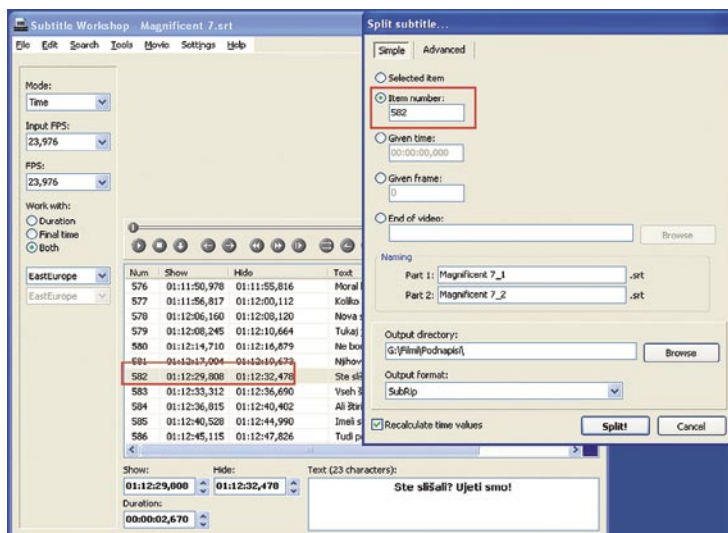 Subtitle Workshop - Magnificent 7.srt
File Edit Search Tools Movie Settings Help
Mode:
Time
Input FPS:
23,976
FPS:
23,976
Work with:
Duration
Final time
Both
EastEurope
EastEurope
Num Show Hide Text
576 01:11:50,978 01:11:55,816 Moral
577 01:11:56,817 01:12:00,112 Koliko
578 01:12:06,160 01:12:08,120 Nova s
579 01:12:08,245 01:12:10,664 Tukaj
580 01:12:14,710 01:12:16,879 Ne bo
581 01:12:17,004 01:12:19,673 Njihov
582 01:12:29,808 01:12:32,478 Ste sli
583 01:12:33,312 01:12:36,690 Vseh
584 01:12:36,815 01:12:40,402 Ali štiri
585 01:12:40,528 01:12:44,990 Imeli s
586 01:12:45,115 01:12:47,826 Tudi p
Show: Hide: Text (23 characters):
01:12:29,808 01:12:32,478 Ste slišali? Ujeti smo!
Duration:
00:00:02,670
Split subtitle...
Simple Advanced
Selected item
Item number:
582
Given time:
00:00:00,000
Given frame:
0
End of video:
Browse
Naming
Part 1: Magnificent 7_1 .srt
Part 2: Magnificent 7_2 .srt
Output directory:
G:\Filmi\Podnapisi\
Browse
Output format:
SubRip
Recalculate time values Split! Cancel